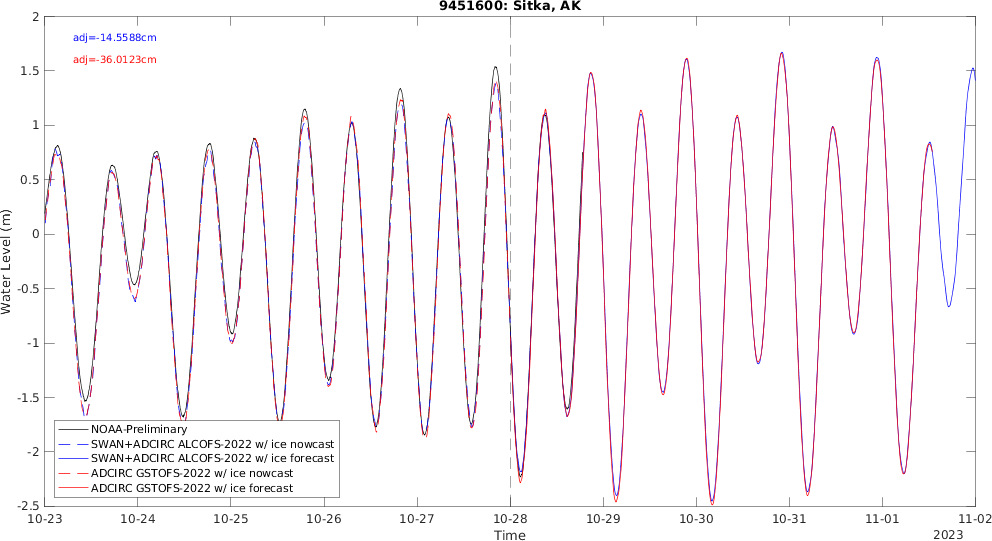 9451600: Sitka, AK
adj=-14.5588cm
adj=-36.0123cm
2
1.5
1
0.5
0
-0.5
-1
-1.5
-2
-2.5
Water Level (m)
NOAA-Preliminary
SWAN+ADCIRC ALCOFS-2022 w/ ice nowcast
SWAN+ADCIRC ALCOFS-2022 w/ ice forecast
ADCIRC GSTOFS-2022 w/ ice nowcast
ADCIRC GSTOFS-2022 w/ ice forecast
10-23 10-24 10-25 10-26 10-27 10-28 10-29 10-30 10-31 11-01 11-02
Time
2023